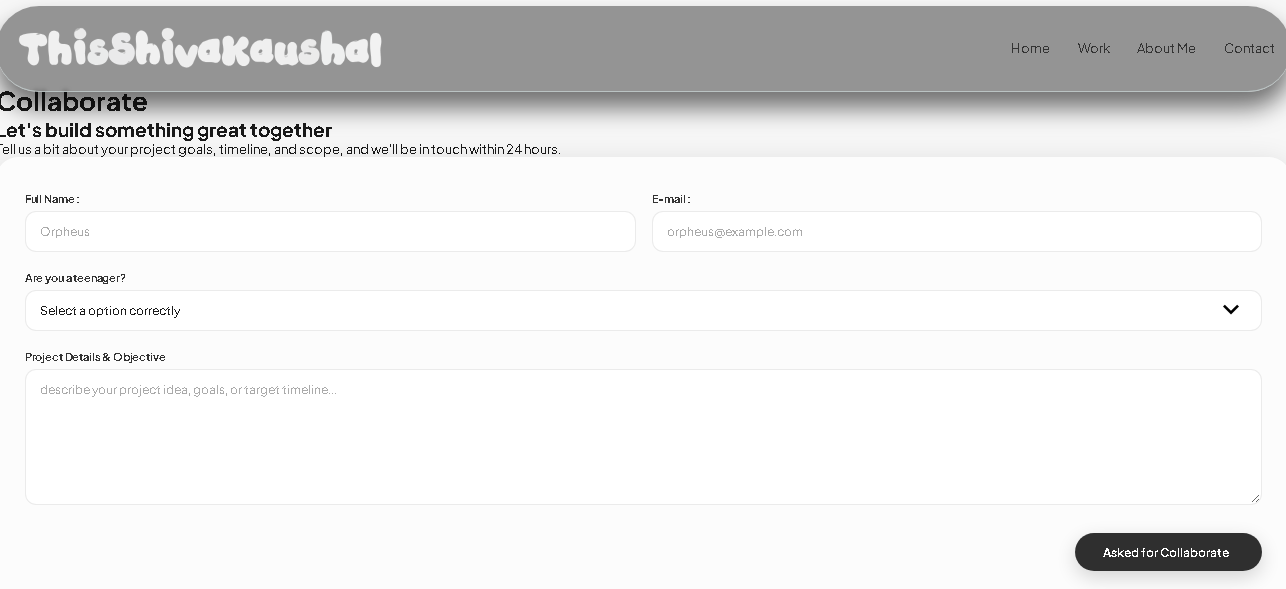 ThisShivaKaushal
Home Work About Me Contact
Collaborate
Let's build something great together
Tell us a bit about your project goals, timeline, and scope, and we'll be in touch within 24 hours.
Full Name : E-mail :
Orpheus orpheus@example.com
Are you a teenager?
Select a option correctly
Project Details & Objective
describe your project idea, goals, or target timeline...
Asked for Collaborate